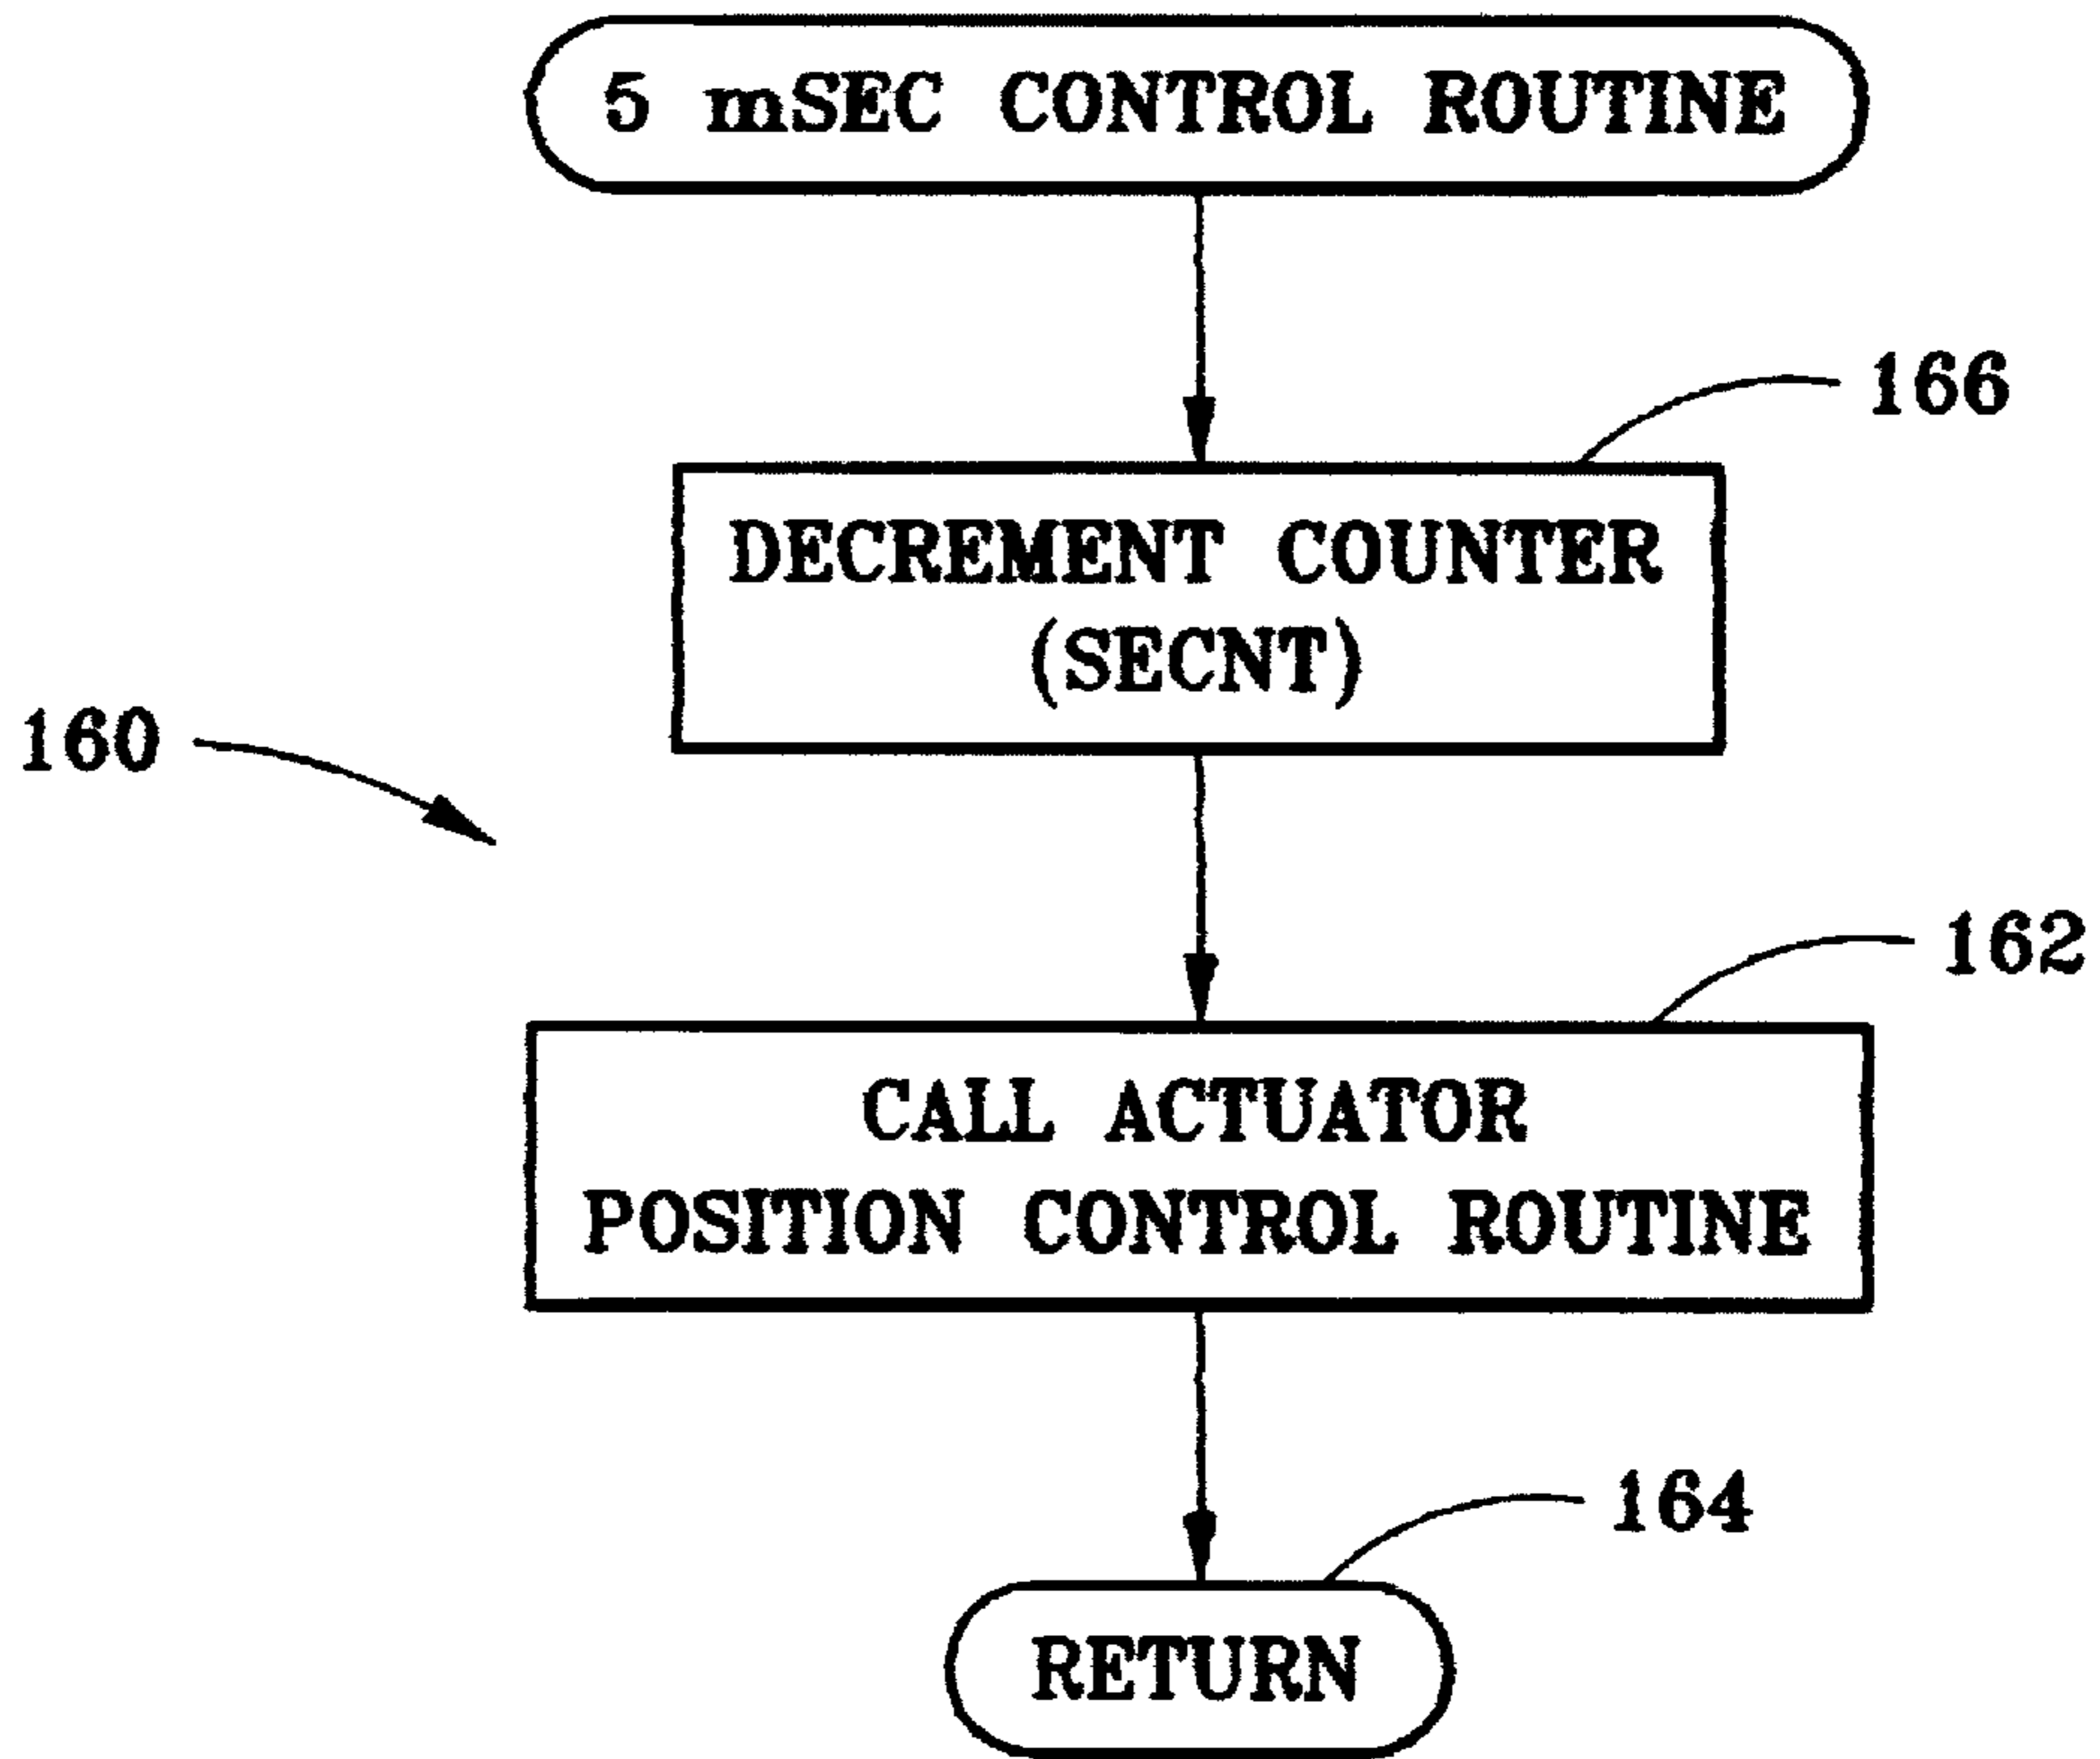 5 mSEC CONTROL ROUTINE
166
DECREMENT COUNTER
(SECNT)
160
162
CALL ACTUATOR
POSITION CONTROL ROUTINE
164
RETURN